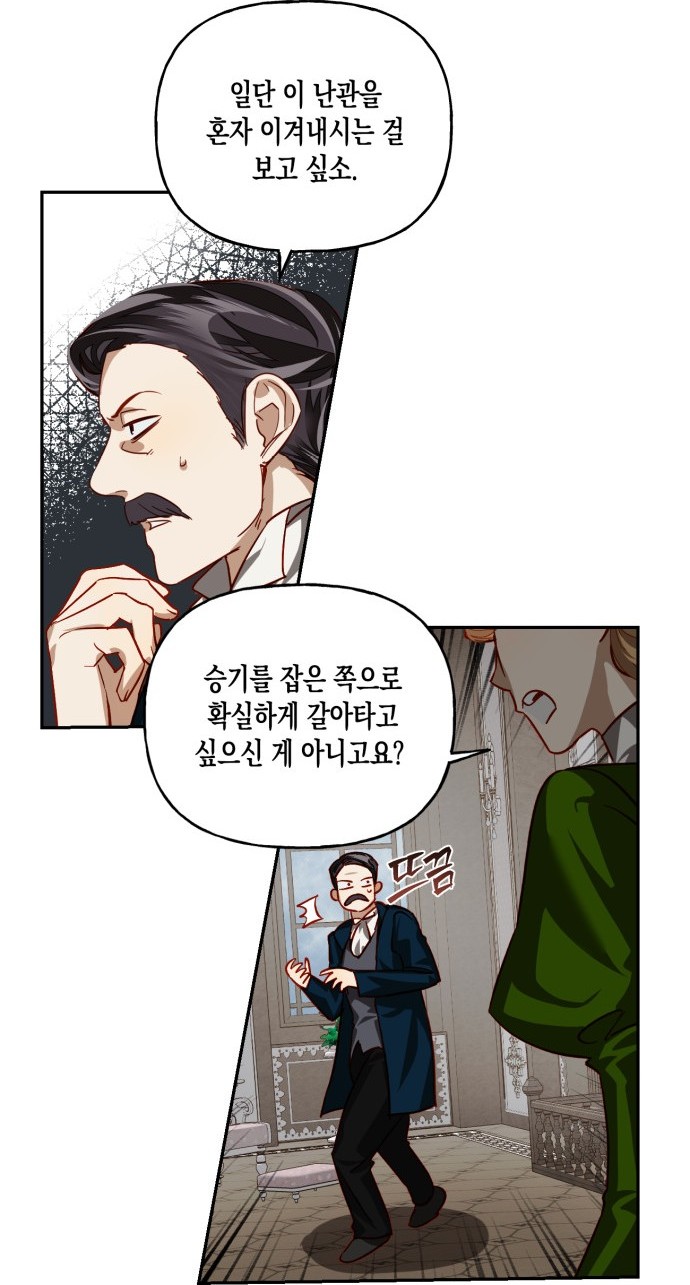 일단 이 난관을
혼자 이겨내시는 걸
보고 싶소.
승기를 잡은 쪽으로
확실하게 갈아타고
싶으신 게 아니고요?
뜨끔